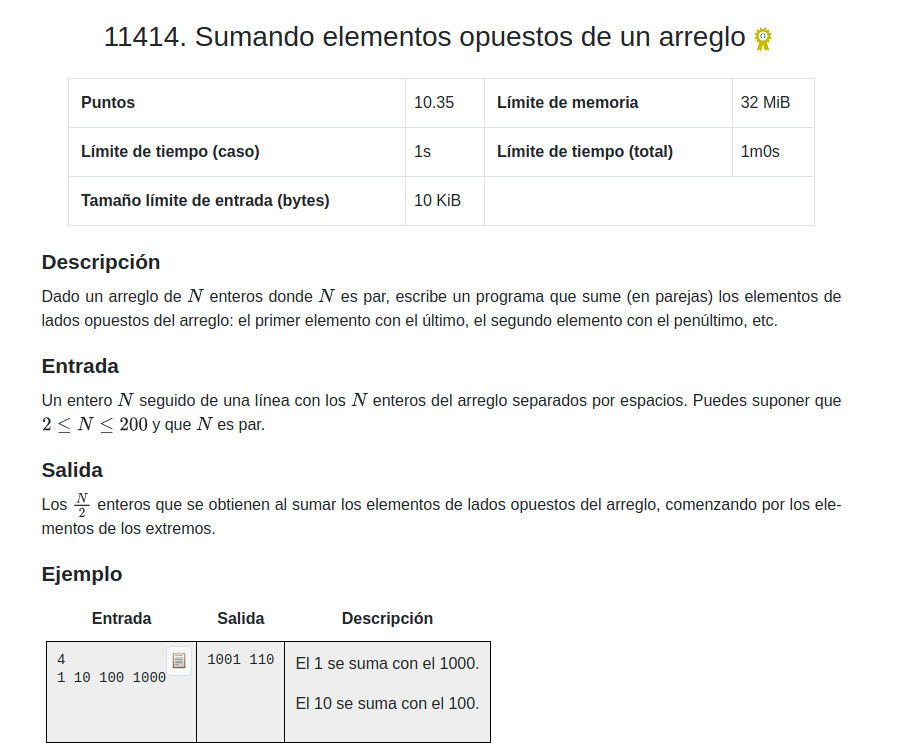 11414. Sumando elementos opuestos de un arreglo
Puntos 10.35 Límite de memoria 32 MiB
Límite de tiempo (caso) 1s Límite de tiempo (total) 1m0s
Tamaño límite de entrada (bytes) 10 KiB
Descripción
Dado un arreglo de N enteros donde N es par, escribe un programa que sume (en parejas) los elementos de
lados opuestos del arreglo: el primer elemento con el último, el segundo elemento con el penúltimo, etc.
Entrada
Un entero N seguido de una línea con los N enteros del arreglo separados por espacios. Puedes suponer que
2 ≤ N ≤ 200 y que N es par.
Salida
Los N/2 enteros que se obtienen al sumar los elementos de lados opuestos del arreglo, comenzando por los ele-
mentos de los extremos.
Ejemplo
Entrada Salida Descripción
4 1001 110 El 1 se suma con el 1000.
1 10 100 1000
El 10 se suma con el 100.